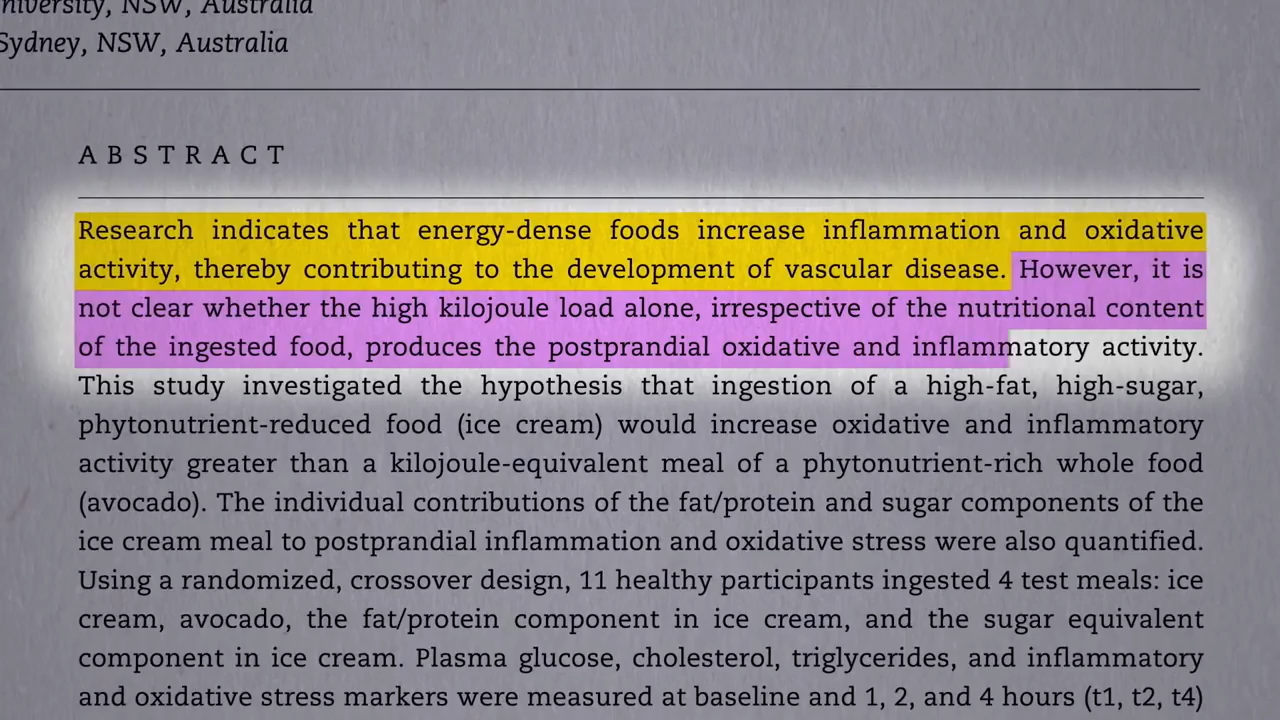 University, NSW, Australia
Sydney, NSW, Australia
ABSTRACT
Research indicates that energy-dense foods increase inflammation and oxidative
activity, thereby contributing to the development of vascular disease. However, it is
not clear whether the high kilojoule load alone, irrespective of the nutritional content
of the ingested food, produces the postprandial oxidative and inflammatory activity.
This study investigated the hypothesis that ingestion of a high-fat, high-sugar,
phytonutrient-reduced food (ice cream) would increase oxidative and inflammatory
activity greater than a kilojoule-equivalent meal of a phytonutrient-rich whole food
(avocado). The individual contributions of the fat/protein and sugar components of the
ice cream meal to postprandial inflammation and oxidative stress were also quantified.
Using a randomized, crossover design, 11 healthy participants ingested 4 test meals: ice
cream, avocado, the fat/protein component in ice cream, and the sugar equivalent
component in ice cream. Plasma glucose, cholesterol, triglycerides, and inflammatory
and oxidative stress markers were measured at baseline and 1, 2, and 4 hours (t1, t2, t4)